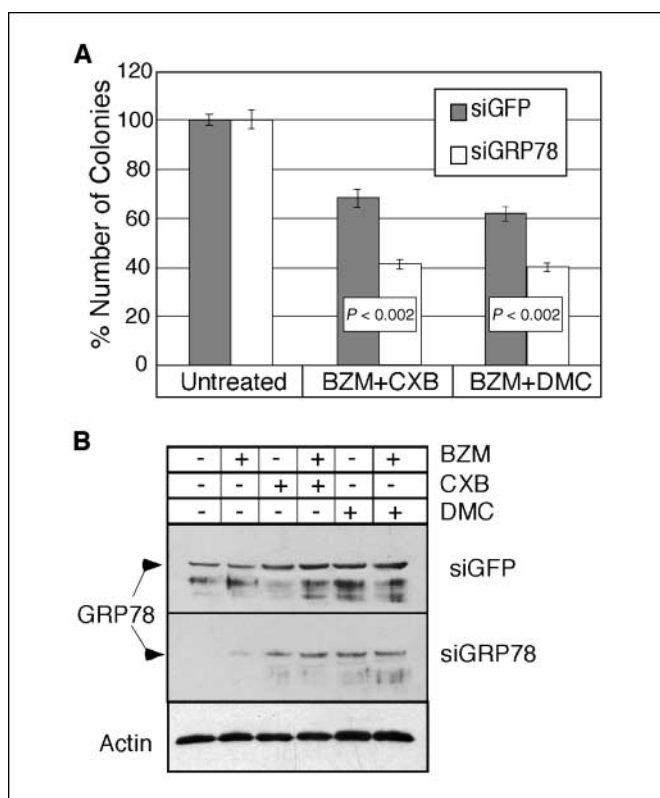 A
120
100
80
60
40
20
0
% Number of Colonies
siGFP
siGRP78
P < 0.002
P < 0.002
Untreated
BZM+CXB
BZM+DMC
B
- + - + - + BZM
- - + + - - CXB
- - - - + + DMC
GRP78
siGFP
siGRP78
Actin